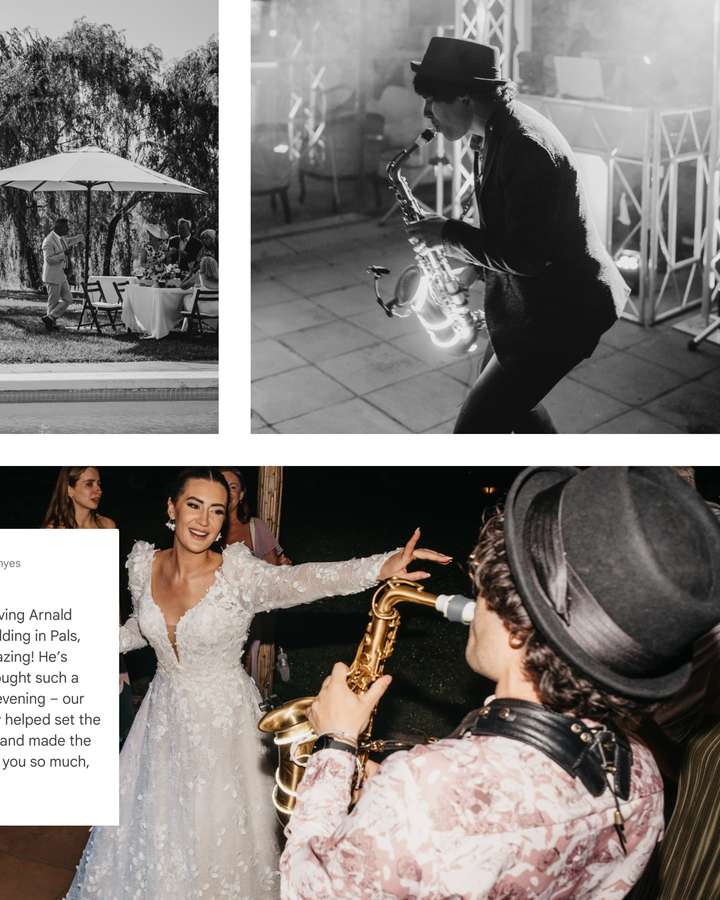 ving Arnald
dding in Pals,
azing! He's
ought such a
evening – our
helped set the
and made the
you so much,